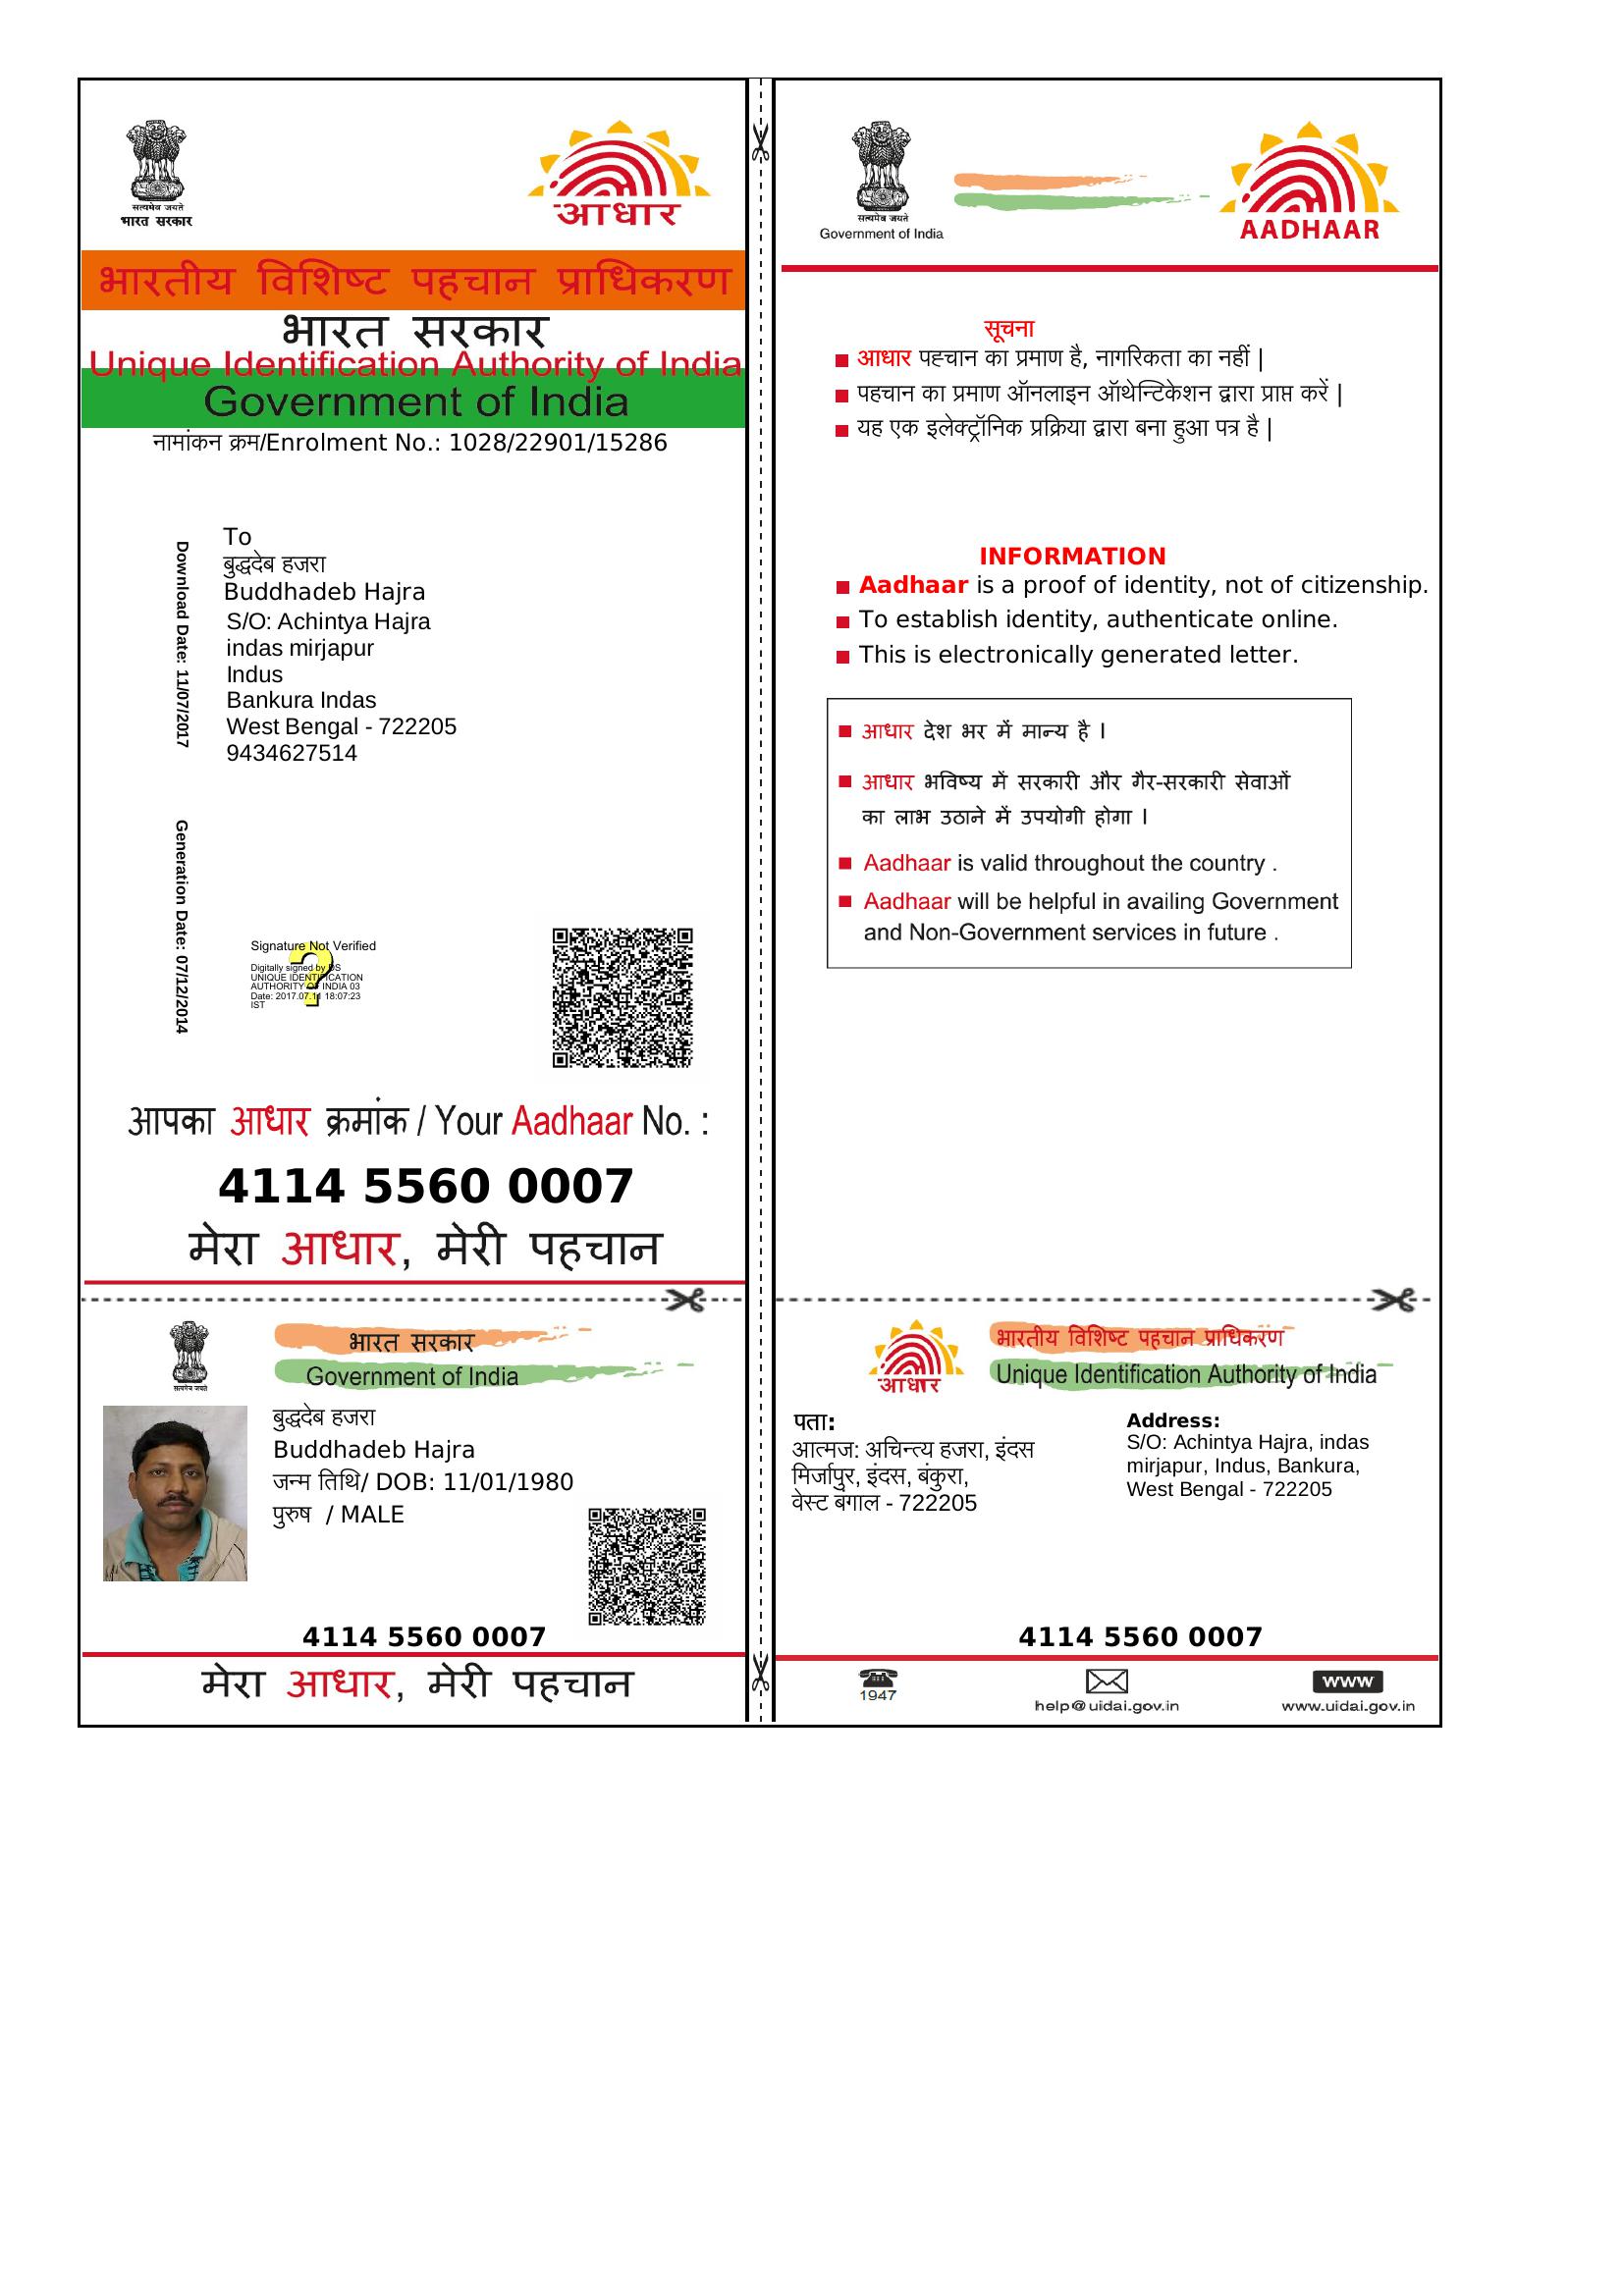 सत्यमेव जयते
भारत सरकार
आधार
भारतीय विशिष्ट पहचान प्राधिकरण
भारत सरकार
Unique Identification Authority of India
Government of India
नामांकन क्रम/Enrolment No.: 1028/22901/15286
Download Date: 11/07/2017
To
बुद्धदेब हजरा
Buddhadeb Hajra
S/O: Achintya Hajra
indas mirjapur
Indus
Bankura Indas
West Bengal - 722205
9434627514
Generation Date: 07/12/2014
Signature Not Verified
Digitally signed by DS
UNIQUE IDENTIFICATION
AUTHORITY OF INDIA 03
Date: 2017.07.11 18:07:23
IST
आपका आधार क्रमांक / Your Aadhaar No. :
4114 5560 0007
मेरा आधार, मेरी पहचान
सत्यमेव जयते
भारत सरकार
Government of India
बुद्धदेब हजरा
Buddhadeb Hajra
जन्म तिथि/ DOB: 11/01/1980
पुरुष / MALE
4114 5560 0007
मेरा आधार, मेरी पहचान
सत्यमेव जयते
Government of India
AADHAAR
सूचना
आधार पह्चान का प्रमाण है, नागरिकता का नहीं |
पहचान का प्रमाण ऑनलाइन ऑथेन्टिकेशन द्वारा प्राप्त करें |
यह एक इलेक्ट्रॉनिक प्रक्रिया द्वारा बना हुआ पत्र है |
INFORMATION
Aadhaar is a proof of identity, not of citizenship.
To establish identity, authenticate online.
This is electronically generated letter.
आधार देश भर में मान्य है ।
आधार भविष्य में सरकारी और गैर-सरकारी सेवाओं
का लाभ उठाने में उपयोगी होगा ।
Aadhaar is valid throughout the country .
Aadhaar will be helpful in availing Government
and Non-Government services in future .
आधार
भारतीय विशिष्ट पहचान प्राधिकरण
Unique Identification Authority of India
पता:
आत्मज: अचिन्त्य हजरा, इंदस
मिर्जापुर, इंदस, बंकुरा,
वेस्ट बंगाल - 722205
Address:
S/O: Achintya Hajra, indas
mirjapur, Indus, Bankura,
West Bengal - 722205
4114 5560 0007
1947
help@uidai.gov.in
www
www.uidai.gov.in